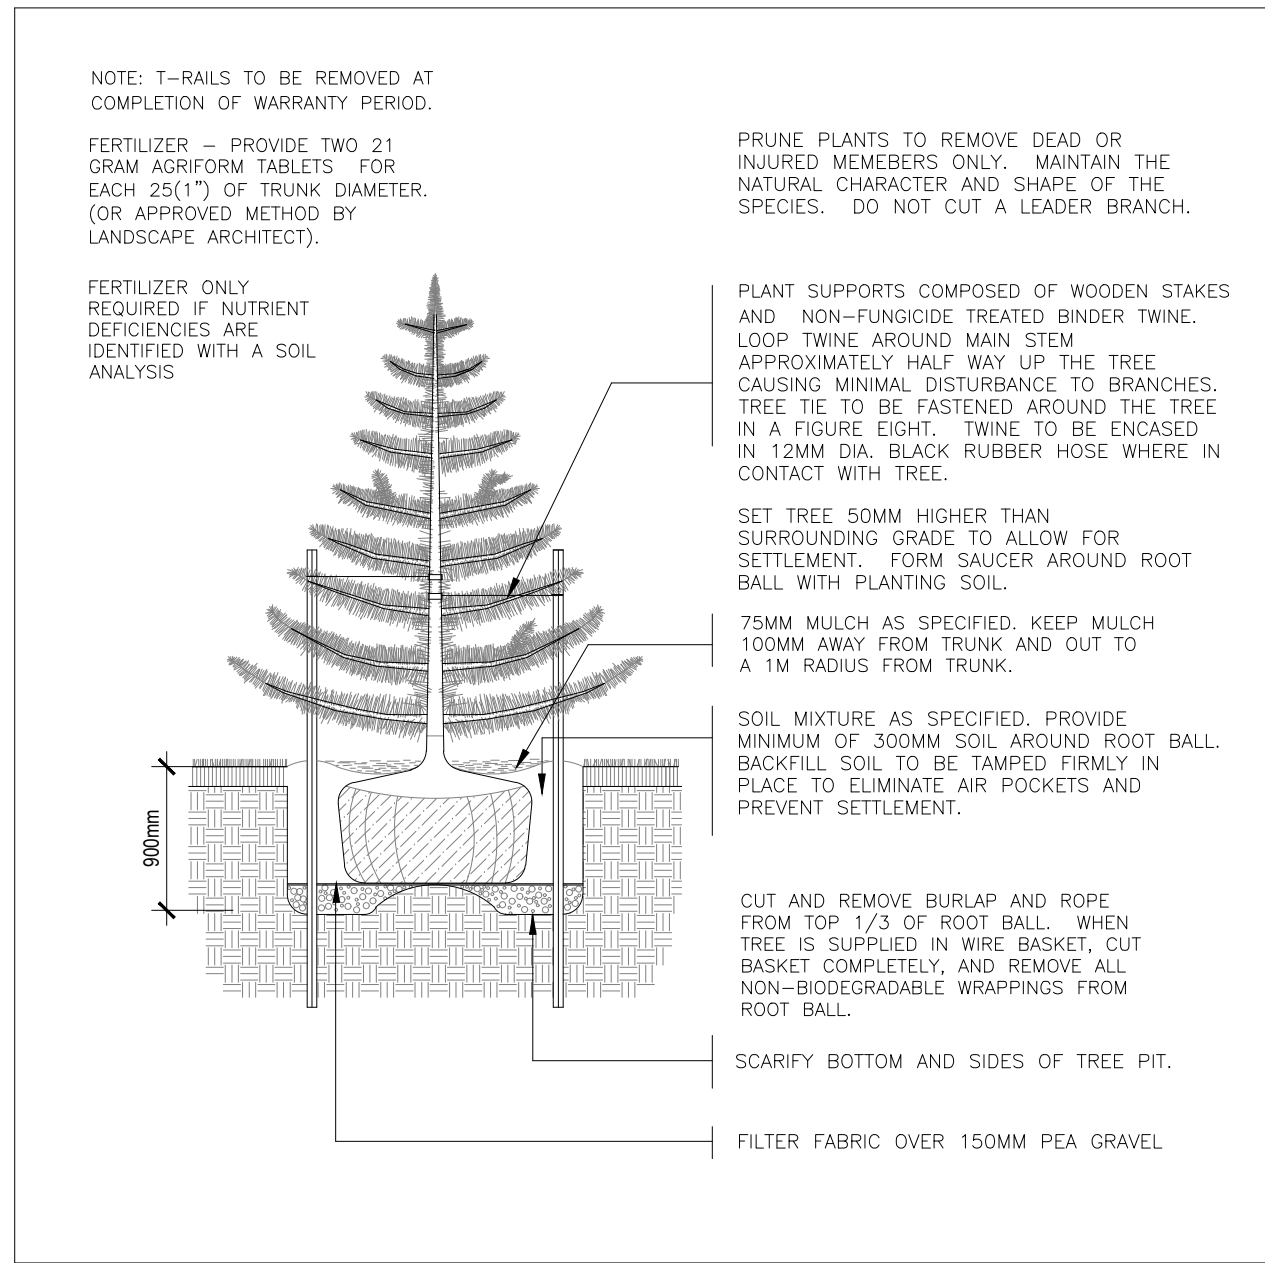 NOTE: T-RAILS TO BE REMOVED AT
COMPLETION OF WARRANTY PERIOD.
FERTILIZER - PROVIDE TWO 21
GRAM AGRIFORM TABLETS FOR
EACH 25(1") OF TRUNK DIAMETER.
(OR APPROVED METHOD BY
LANDSCAPE ARCHITECT).
FERTILIZER ONLY
REQUIRED IF NUTRIENT
DEFICIENCIES ARE
IDENTIFIED WITH A SOIL
ANALYSIS
900mm
PRUNE PLANTS TO REMOVE DEAD OR
INJURED MEMEBERS ONLY. MAINTAIN THE
NATURAL CHARACTER AND SHAPE OF THE
SPECIES. DO NOT CUT A LEADER BRANCH.
PLANT SUPPORTS COMPOSED OF WOODEN STAKES
AND NON-FUNGICIDE TREATED BINDER TWINE.
LOOP TWINE AROUND MAIN STEM
APPROXIMATELY HALF WAY UP THE TREE
CAUSING MINIMAL DISTURBANCE TO BRANCHES.
TREE TIE TO BE FASTENED AROUND THE TREE
IN A FIGURE EIGHT. TWINE TO BE ENCASED
IN 12MM DIA. BLACK RUBBER HOSE WHERE IN
CONTACT WITH TREE.
SET TREE 50MM HIGHER THAN
SURROUNDING GRADE TO ALLOW FOR
SETTLEMENT. FORM SAUCER AROUND ROOT
BALL WITH PLANTING SOIL.
75MM MULCH AS SPECIFIED. KEEP MULCH
100MM AWAY FROM TRUNK AND OUT TO
A 1M RADIUS FROM TRUNK.
SOIL MIXTURE AS SPECIFIED. PROVIDE
MINIMUM OF 300MM SOIL AROUND ROOT BALL.
BACKFILL SOIL TO BE TAMPED FIRMLY IN
PLACE TO ELIMINATE AIR POCKETS AND
PREVENT SETTLEMENT.
CUT AND REMOVE BURLAP AND ROPE
FROM TOP 1/3 OF ROOT BALL. WHEN
TREE IS SUPPLIED IN WIRE BASKET, CUT
BASKET COMPLETELY, AND REMOVE ALL
NON-BIODEGRADABLE WRAPPINGS FROM
ROOT BALL.
SCARIFY BOTTOM AND SIDES OF TREE PIT.
FILTER FABRIC OVER 150MM PEA GRAVEL